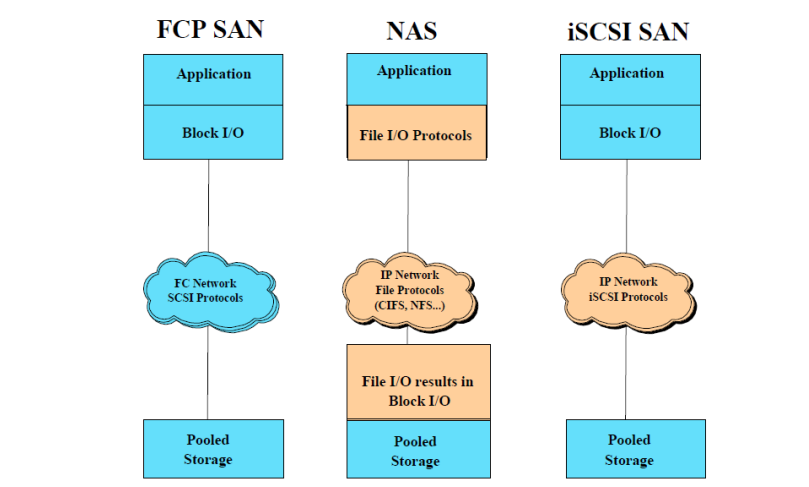 FCP SAN
Application
Block I/O
FC Network
SCSI Protocols
Pooled
Storage
NAS
Application
File I/O Protocols
IP Network
File Protocols
(CIFS, NFS...)
File I/O results in
Block I/O
Pooled
Storage
iSCSI SAN
Application
Block I/O
IP Network
iSCSI Protocols
Pooled
Storage